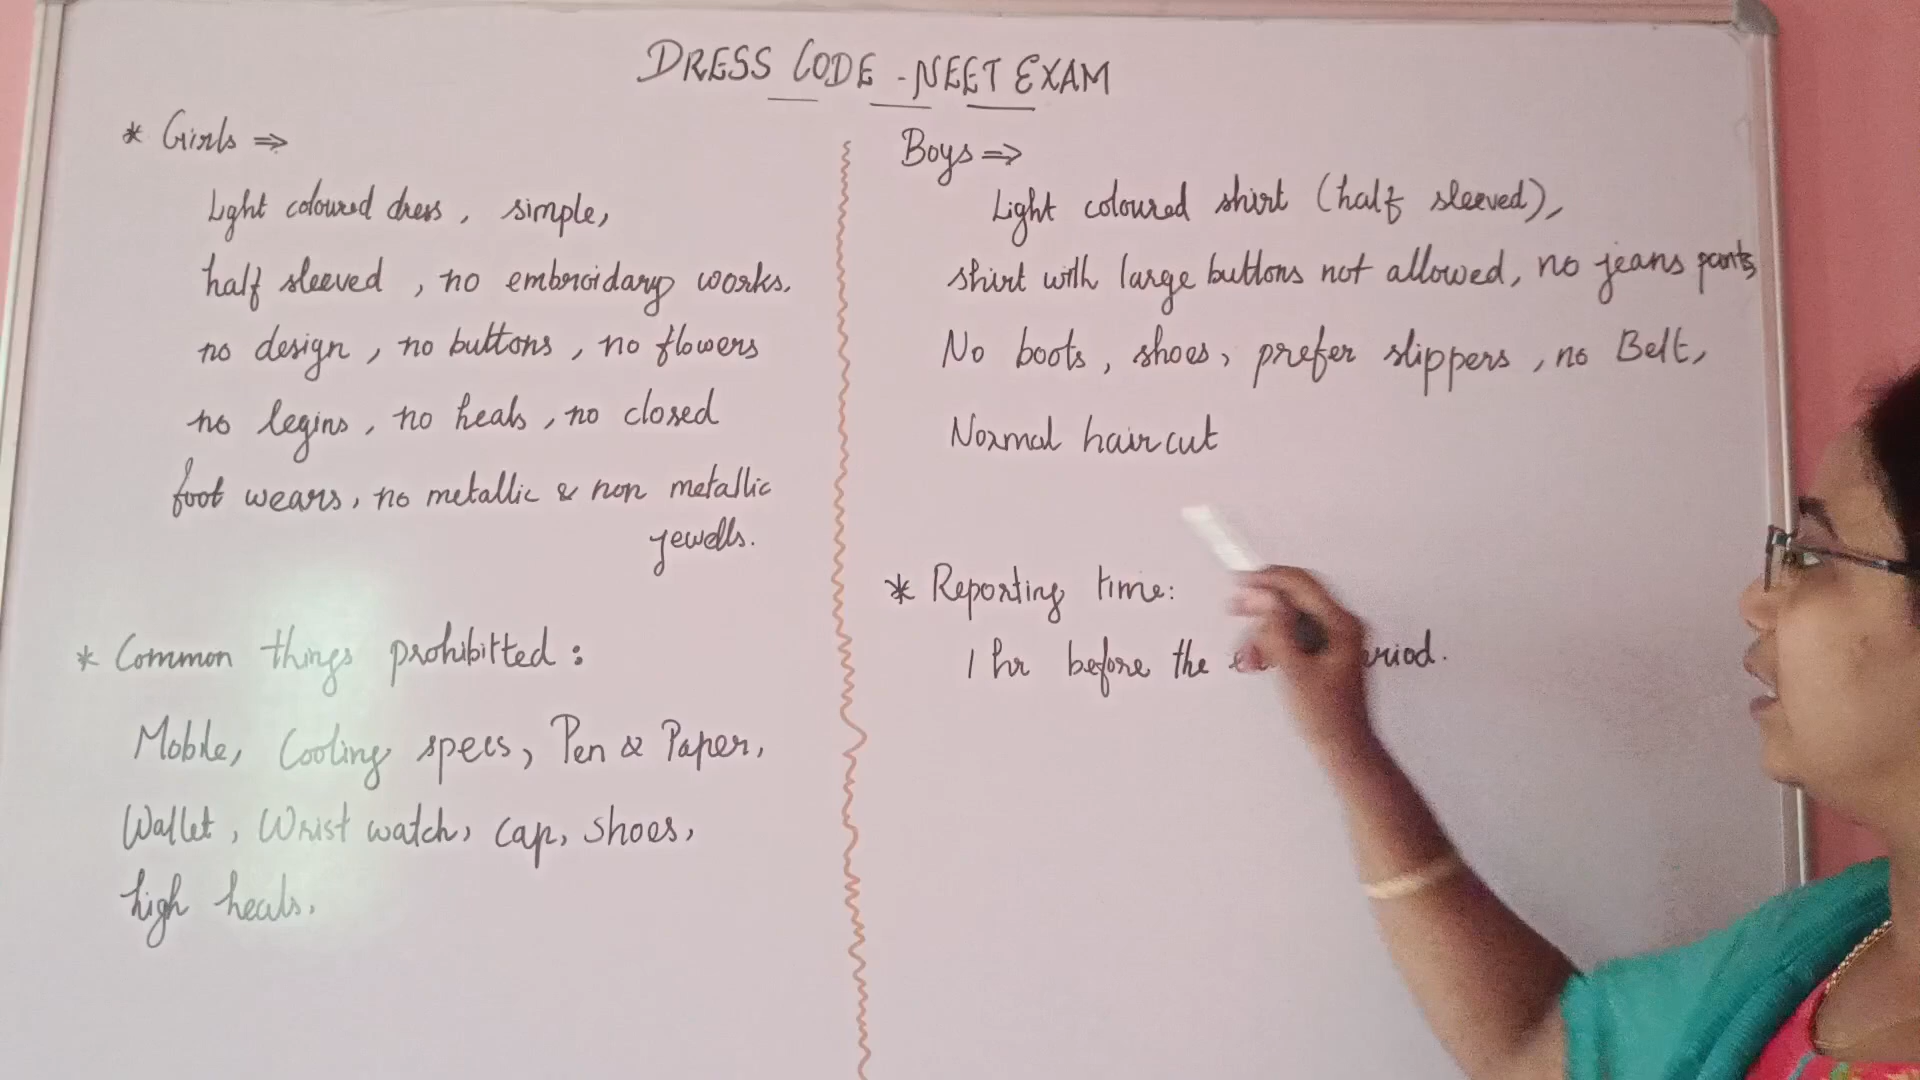 DRESS CODE - NEET EXAM
* Girls ⇒
Light coloured dress, simple,
half sleeved, no embroidary works.
no design, no buttons, no flowers
no legins, no heals, no closed
foot wears, no metallic & non metallic
jewells.
* Common things prohibitted:
Mobile, Cooling specs, Pen & Paper,
Wallet, Wrist watch, cap, shoes,
high heals.
Boys ⇒
Light coloured shirt (half sleeved),
shirt with large buttons not allowed, no jeans pants
No boots, shoes, prefer slippers, no Belt,
Normal haircut
* Reporting time:
1 hr before the